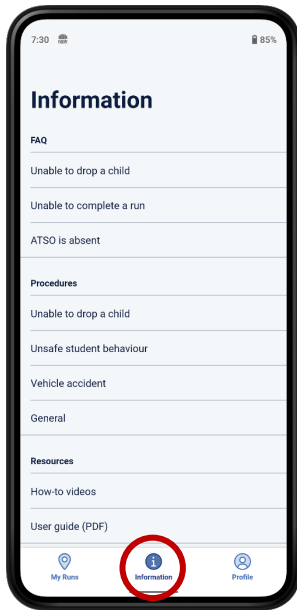 7:30
85%
Information
FAQ
Unable to drop a child
Unable to complete a run
ATSO is absent
Procedures
Unable to drop a child
Unsafe student behaviour
Vehicle accident
General
Resources
How-to videos
User guide (PDF)
My Runs
Information
Profile